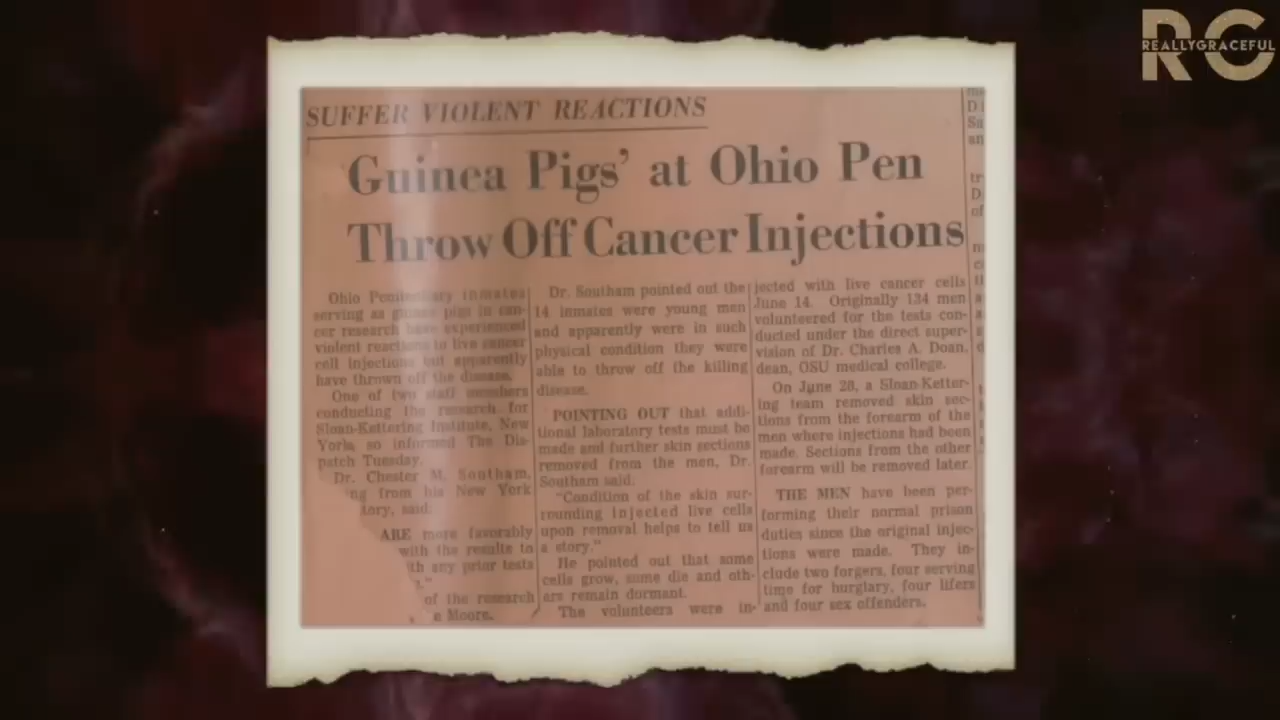 RC
REALLYGRACEFUL
SUFFER VIOLENT REACTIONS
Guinea Pigs' at Ohio Pen
Throw Off Cancer Injections
Ohio Penitentiary inmates
serving as guinea pigs in can-
cer research have experienced
violent reactions to live cancer
cell injections but apparently
have thrown off the disease.
One of two staff members
conducting the research for
Sloan-Kettering Institute, New
York, so informed The Dis-
patch Tuesday.
Dr. Chester M. Southam,
ing from his New York
tory, said:
ARE more favorably
with the results to
th any prior tests
."
of the research
e Moore.
Dr. Southam pointed out the
14 inmates were young men
and apparently were in such
physical condition they were
able to throw off the killing
disease.
POINTING OUT that addi-
tional laboratory tests must be
made and further skin sections
removed from the men, Dr.
Southam said.
"Condition of the skin sur-
rounding injected live cells
upon removal helps to tell us
a story."
He pointed out that some
cells grow, some die and oth-
ers remain dormant.
The volunteers were in-
jected with live cancer cells
June 14. Originally 134 men
volunteered for the tests con-
ducted under the direct super-
vision of Dr. Charles A. Doan,
dean, OSU medical college.
On June 28, a Sloan-Ketter-
ing team removed skin sec-
tions from the forearm of the
men where injections had been
made. Sections from the other
forearm will be removed later.
THE MEN have been per-
forming their normal prison
duties since the original injec-
tions were made. They in-
clude two forgers, four serving
time for burglary, four lifers
and four sex offenders.